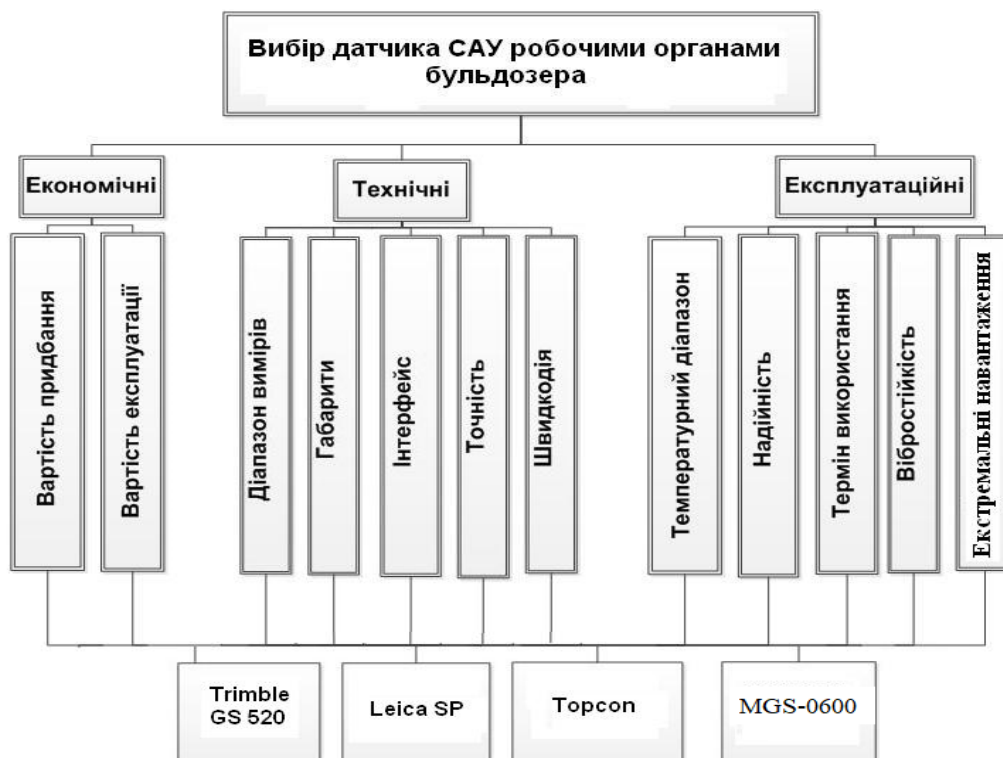 Вибір датчика САУ робочими органами
бульдозера
Економічні
Технічні
Експлуатаційні
Вартість придбання
Вартість експлуатації
Діапазон вимірів
Габарити
Інтерфейс
Точність
Швидкодія
Температурний діапазон
Надійність
Термін використання
Вібростійкість
Екстремальні навантаження
Trimble
GS 520
Leica SP
Topcon
MGS-0600